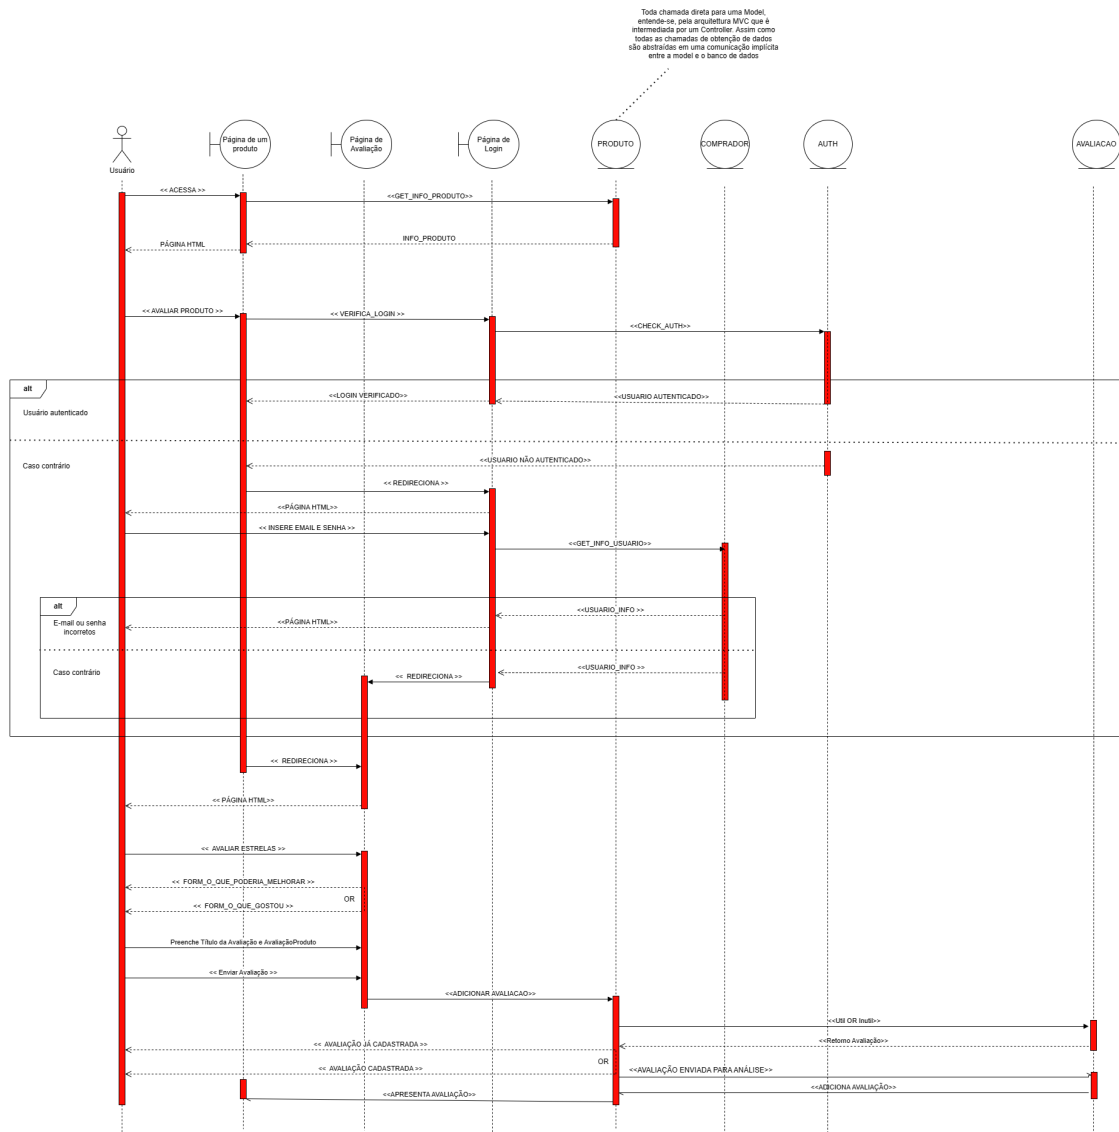 Toda chamada direta para uma Model,
entende-se, pela arquitettura MVC que é
intermediada por um Controller. Assim como
todas as chamadas de obtenção de dados
são abstraídas em uma comunicação implícita
entre a model e o banco de dados
Usuário
Página de um
produto
Página de
Avaliação
Página de
Login
PRODUTO
COMPRADOR
AUTH
AVALIACAO
<< ACESSA >>
<<GET_INFO_PRODUTO>>
INFO_PRODUTO
PÁGINA HTML
<< AVALIAR PRODUTO >>
<< VERIFICA_LOGIN >>
<<CHECK_AUTH>>
alt
<<LOGIN VERIFICADO>>
<<USUARIO AUTENTICADO>>
Usuário autenticado
Caso contrário
<<USUARIO NÃO AUTENTICADO>>
<< REDIRECIONA >>
<<PÁGINA HTML>>
<< INSERE EMAIL E SENHA >>
<<GET_INFO_USUARIO>>
alt
<<USUARIO_INFO >>
E-mail ou senha
incorretos
<<PÁGINA HTML>>
Caso contrário
<<USUARIO_INFO >>
<< REDIRECIONA >>
<< REDIRECIONA >>
<< PÁGINA HTML>>
<< AVALIAR ESTRELAS >>
<< FORM_O_QUE_PODERIA_MELHORAR >>
OR
<< FORM_O_QUE_GOSTOU >>
Preenche Título da Avaliação e AvaliaçãoProduto
<< Enviar Avaliação >>
<<ADICIONAR AVALIACAO>>
<<Util OR Inutil>>
<<Retorno Avaliação>>
<< AVALIAÇÃO JÁ CADASTRADA >>
OR
<< AVALIAÇÃO CADASTRADA >>
<<AVALIAÇÃO ENVIADA PARA ANÁLISE>>
<<ADICIONA AVALIAÇÃO>>
<<APRESENTA AVALIAÇÃO>>